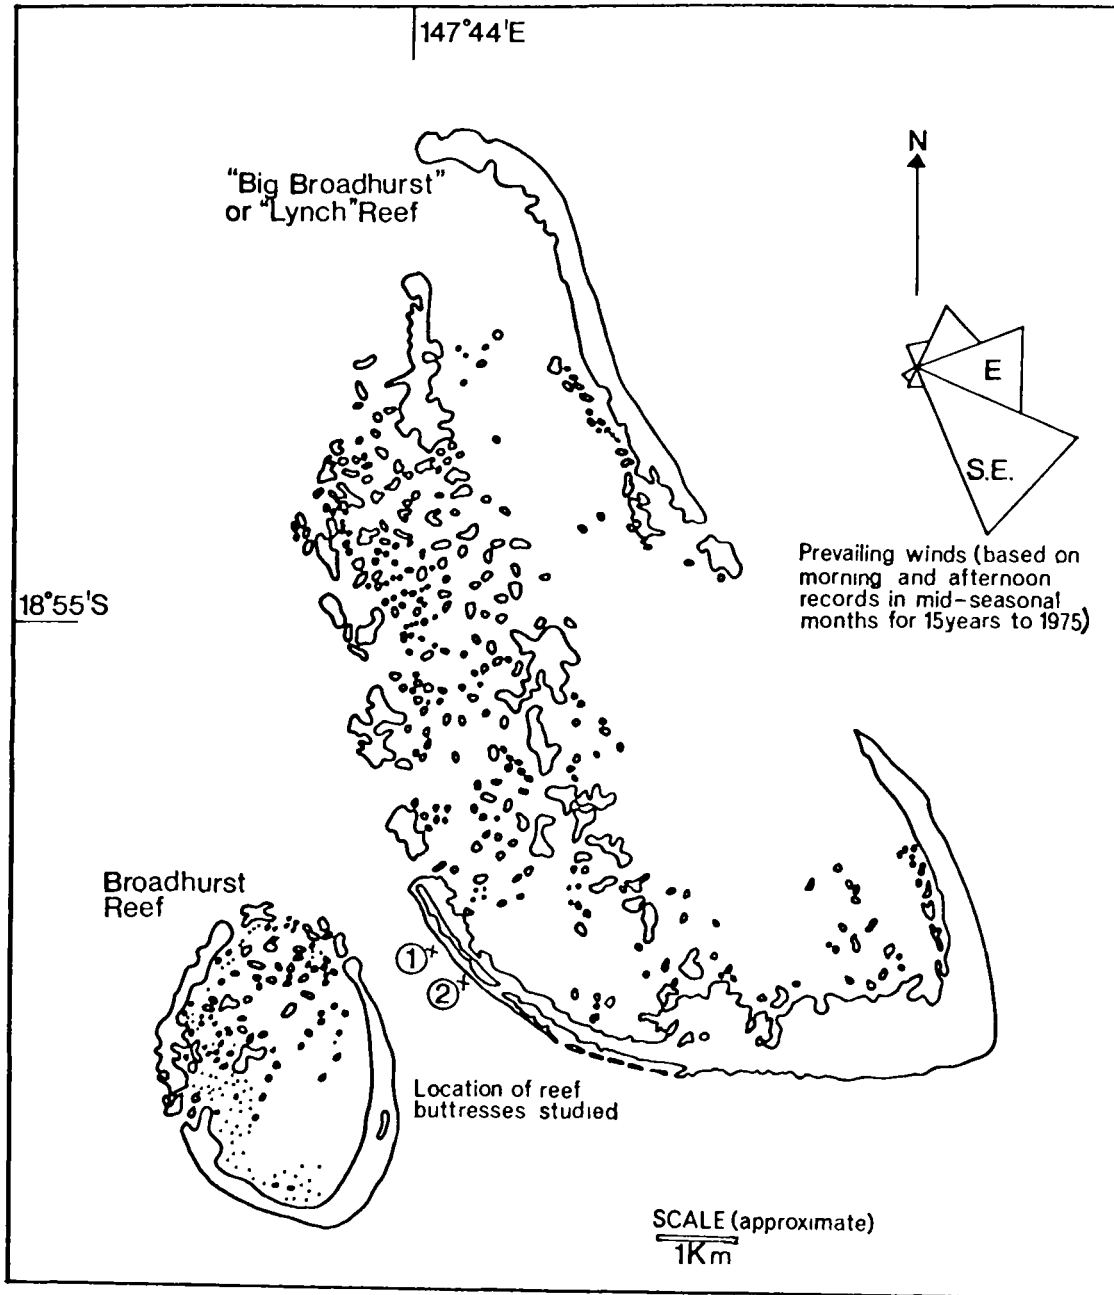 147°44'E
"Big Broadhurst"
or "Lynch" Reef
N
E
S.E.
Prevailing winds (based on
morning and afternoon
records in mid-seasonal
months for 15years to 1975)
18°55'S
Broadhurst
Reef
1
2
Location of reef
buttresses studied
SCALE (approximate)
1Km